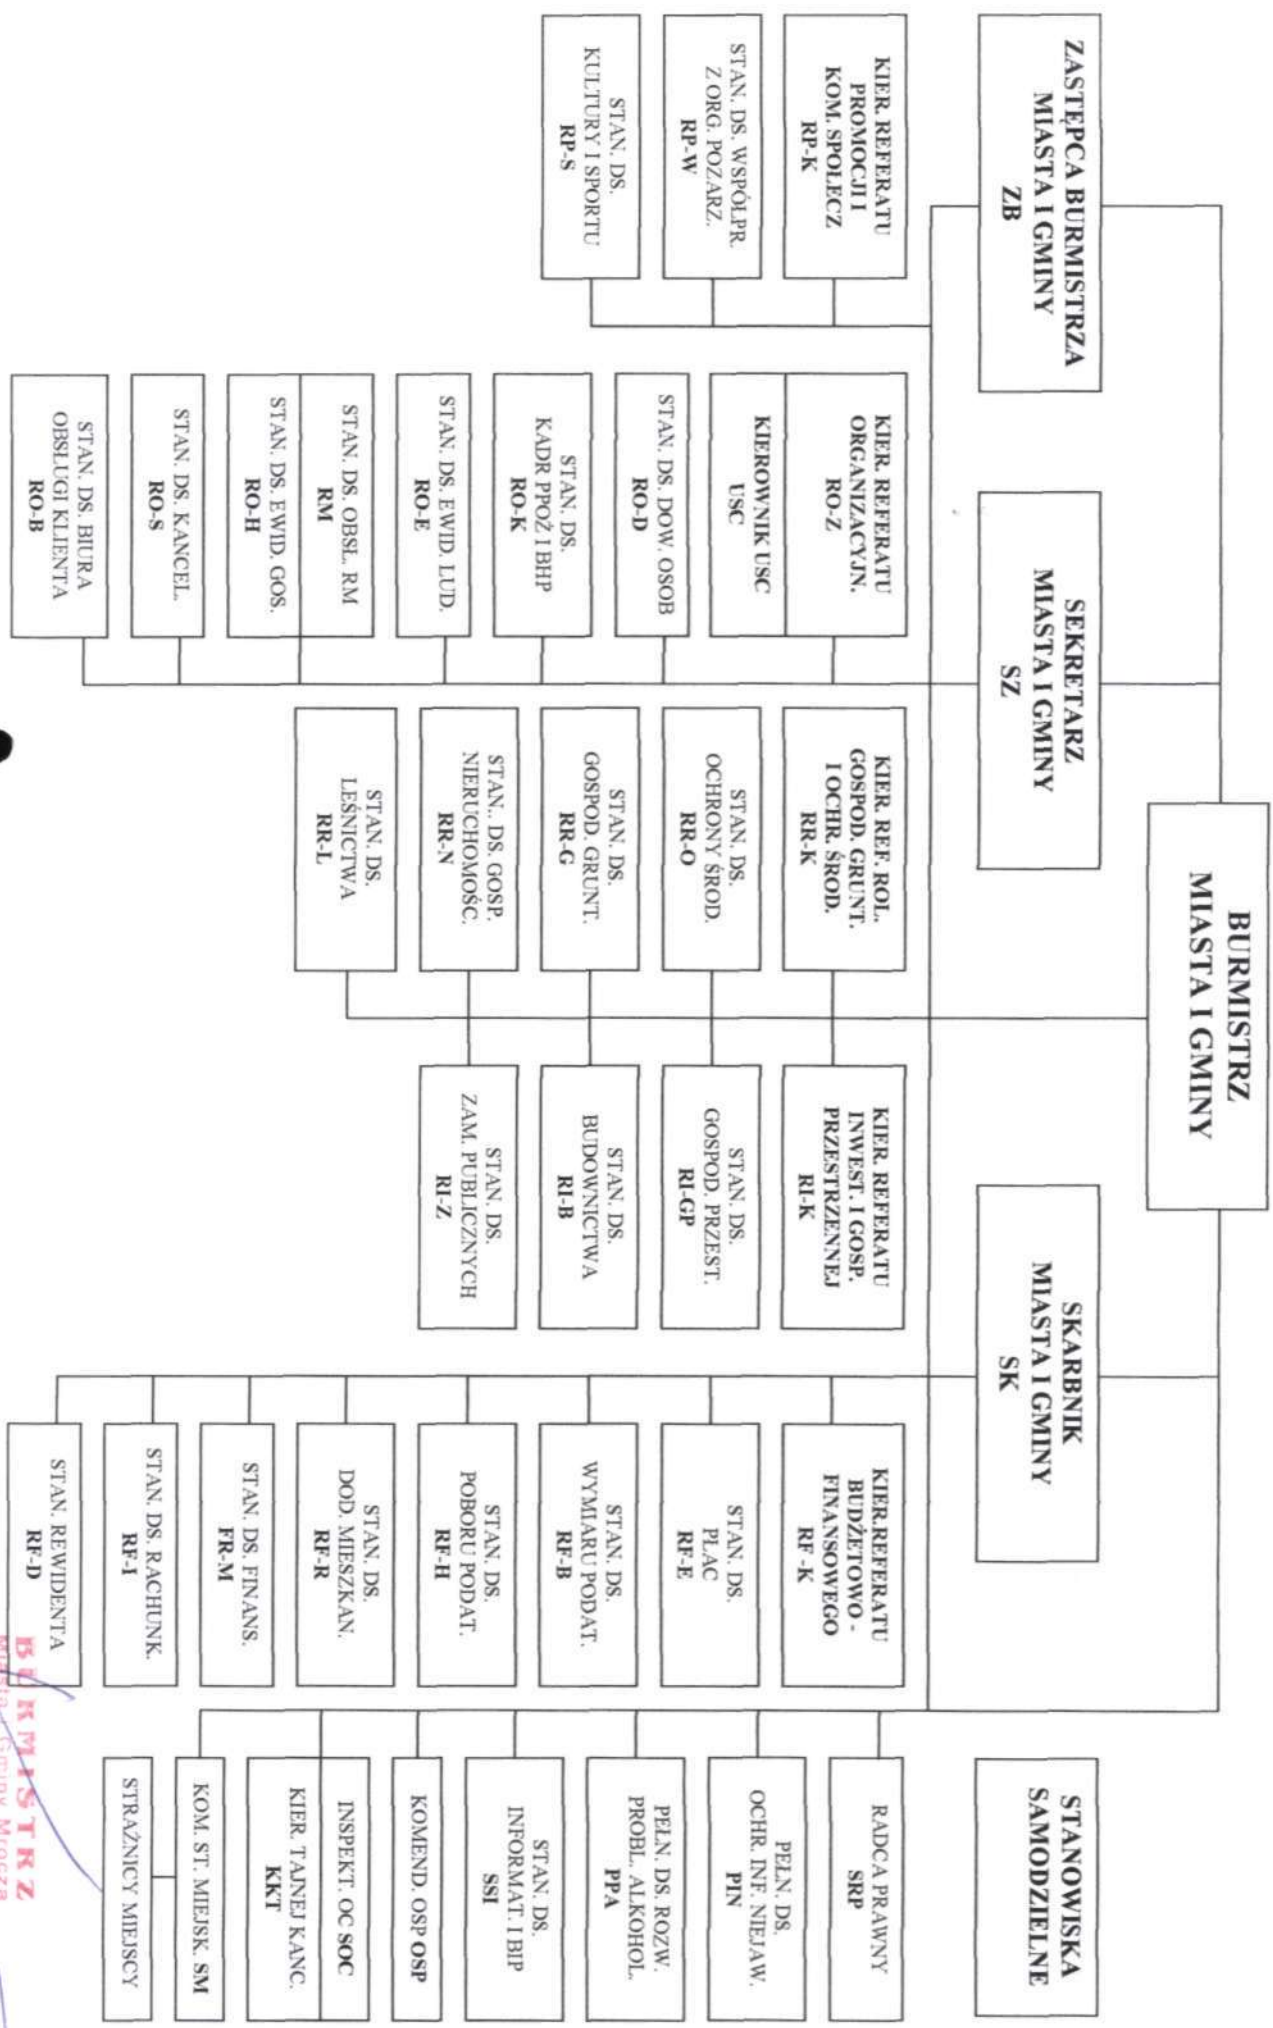 BURMISTRZ
MIASTA I GMINY
ZASTĘPCA BURMISTRZA
MIASTA I GMINY
ZB
SEKRETARZ
MIASTA I GMINY
SZ
SKARBNIK
MIASTA I GMINY
SK
STANOWISKA
SAMODZIELNE
KIER. REFERATU
PROMOCJI I
KOM. SPOŁECZ
RP-K
STAN. DS. WSPÓŁPR.
Z ORG. POZARZ.
RP-W
STAN. DS.
KULTURY I SPORTU
RP-S
KIER. REFERATU
ORGANIZACYJN.
RO-Z
KIEROWNIK USC
USC
STAN. DS. DOW. OSOB
RO-D
STAN. DS.
KADR PPOŻ I BHP
RO-K
STAN. DS. EWID. LUD.
RO-E
STAN. DS. OBSŁ. RM
RM
STAN. DS. EWID. GOS.
RO-H
STAN. DS. KANCEL.
RO-S
STAN. DS. BIURA
OBSŁUGI KLIENTA
RO-B
KIER. REF. ROL.
GOSPOD. GRUNT.
I OCHR. ŚROD.
RR-K
STAN. DS.
OCHRONY ŚROD.
RR-O
STAN. DS.
GOSPOD. GRUNT.
RR-G
STAN.. DS. GOSP.
NIERUCHOMOŚC.
RR-N
STAN. DS.
LEŚNICTWA
RR-L
KIER. REFERATU
INWEST. I GOSP.
PRZESTRZENNEJ
RI-K
STAN. DS.
GOSPOD. PRZEST.
RI-GP
STAN. DS.
BUDOWNICTWA
RI-B
STAN. DS.
ZAM. PUBLICZNYCH
RI-Z
KIER.REFERATU
BUDŻETOWO -
FINANSOWEGO
RF -K
STAN. DS.
PŁAC
RF-E
STAN. DS.
WYMIARU PODAT.
RF-B
STAN. DS.
POBORU PODAT.
RF-H
STAN. DS.
DOD. MIESZKAN.
RF-R
STAN. DS. FINANS.
FR-M
STAN. DS. RACHUNK.
RF-I
STAN. REWIDENTA
RF-D
RADCA PRAWNY
SRP
PEŁN. DS.
OCHR. INF. NIEJAW.
PIN
PEŁN. DS. ROZW.
PROBL. ALKOHOL.
PPA
STAN. DS.
INFORMAT. I BIP
SSI
KOMEND. OSP OSP
INSPEKT. OC SOC
KIER. TAJNEJ KANC.
KKT
KOM. ST. MIEJSK. SM
STRAŻNICY MIEJSCY
BURMISTRZ
Miasta i Gminy Mrocza